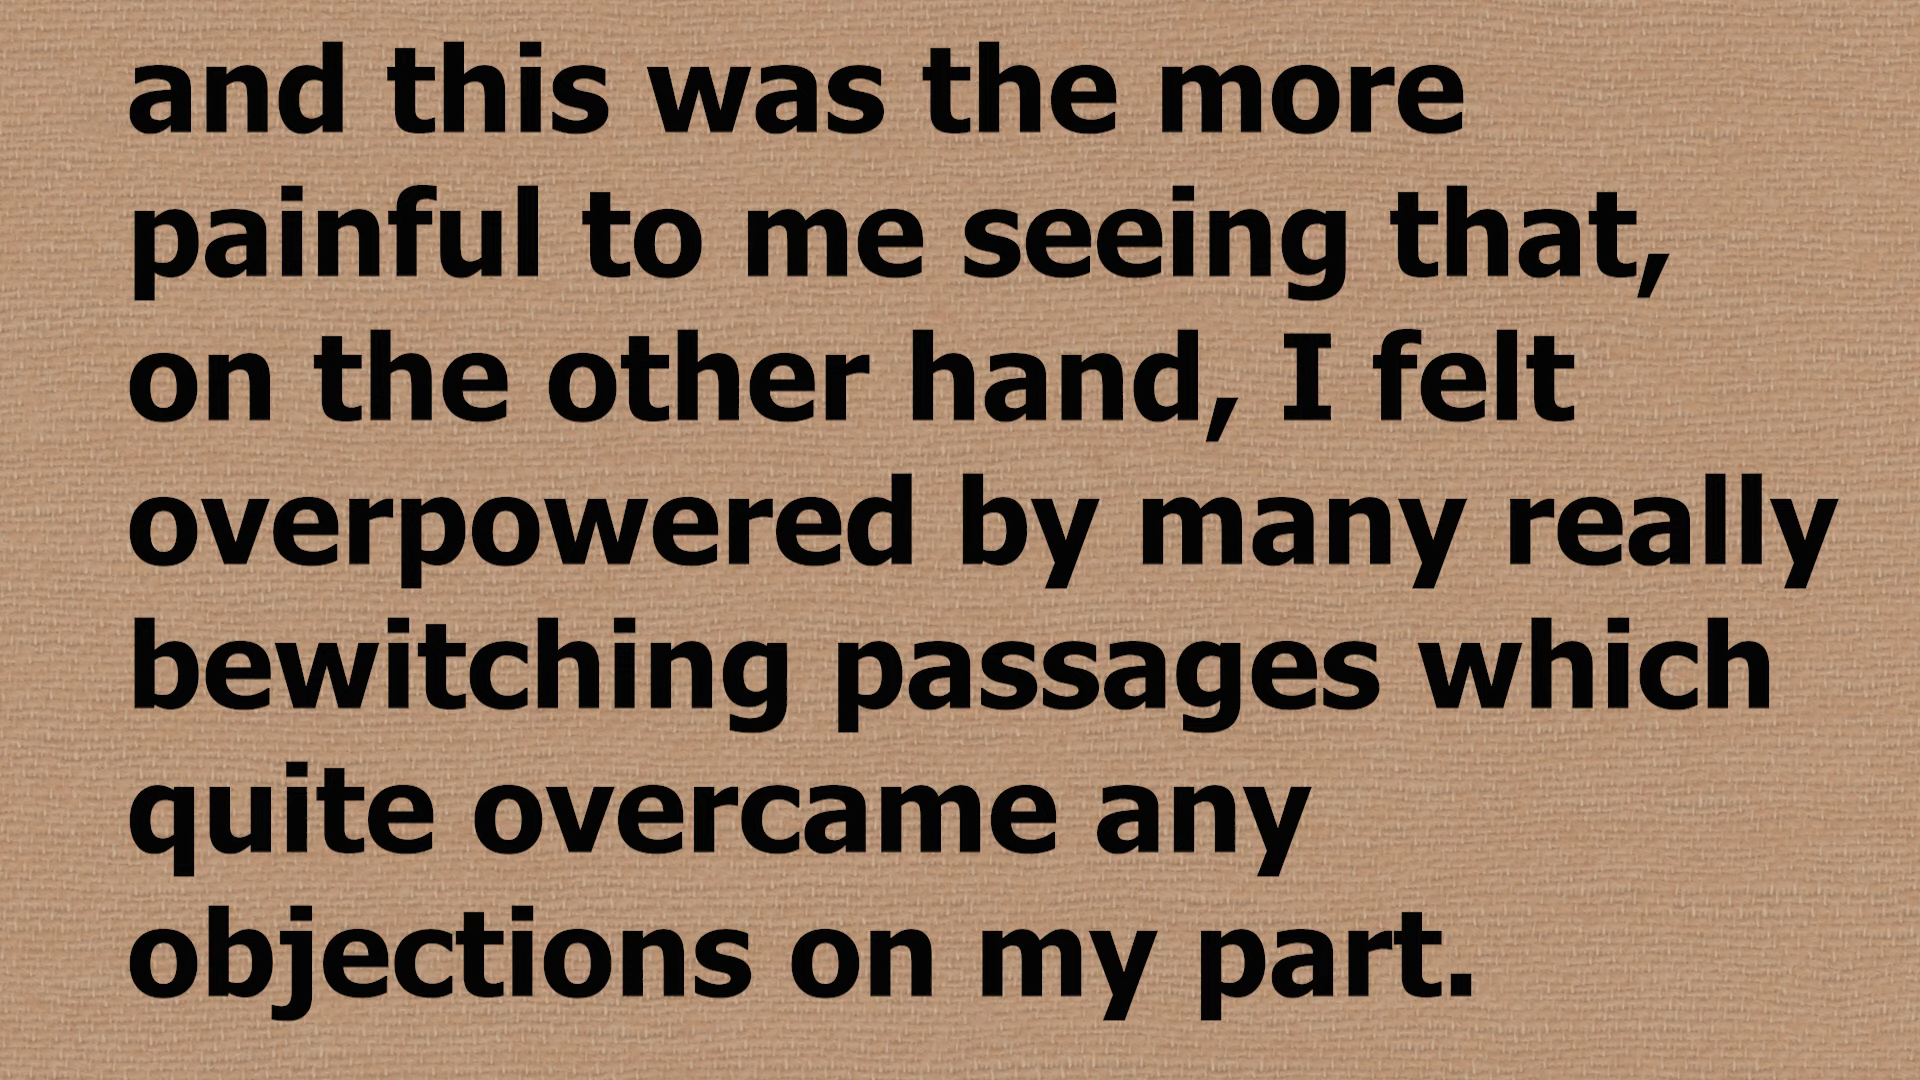 and this was the more
painful to me seeing that,
on the other hand, I felt
overpowered by many really
bewitching passages which
quite overcame any
objections on my part.